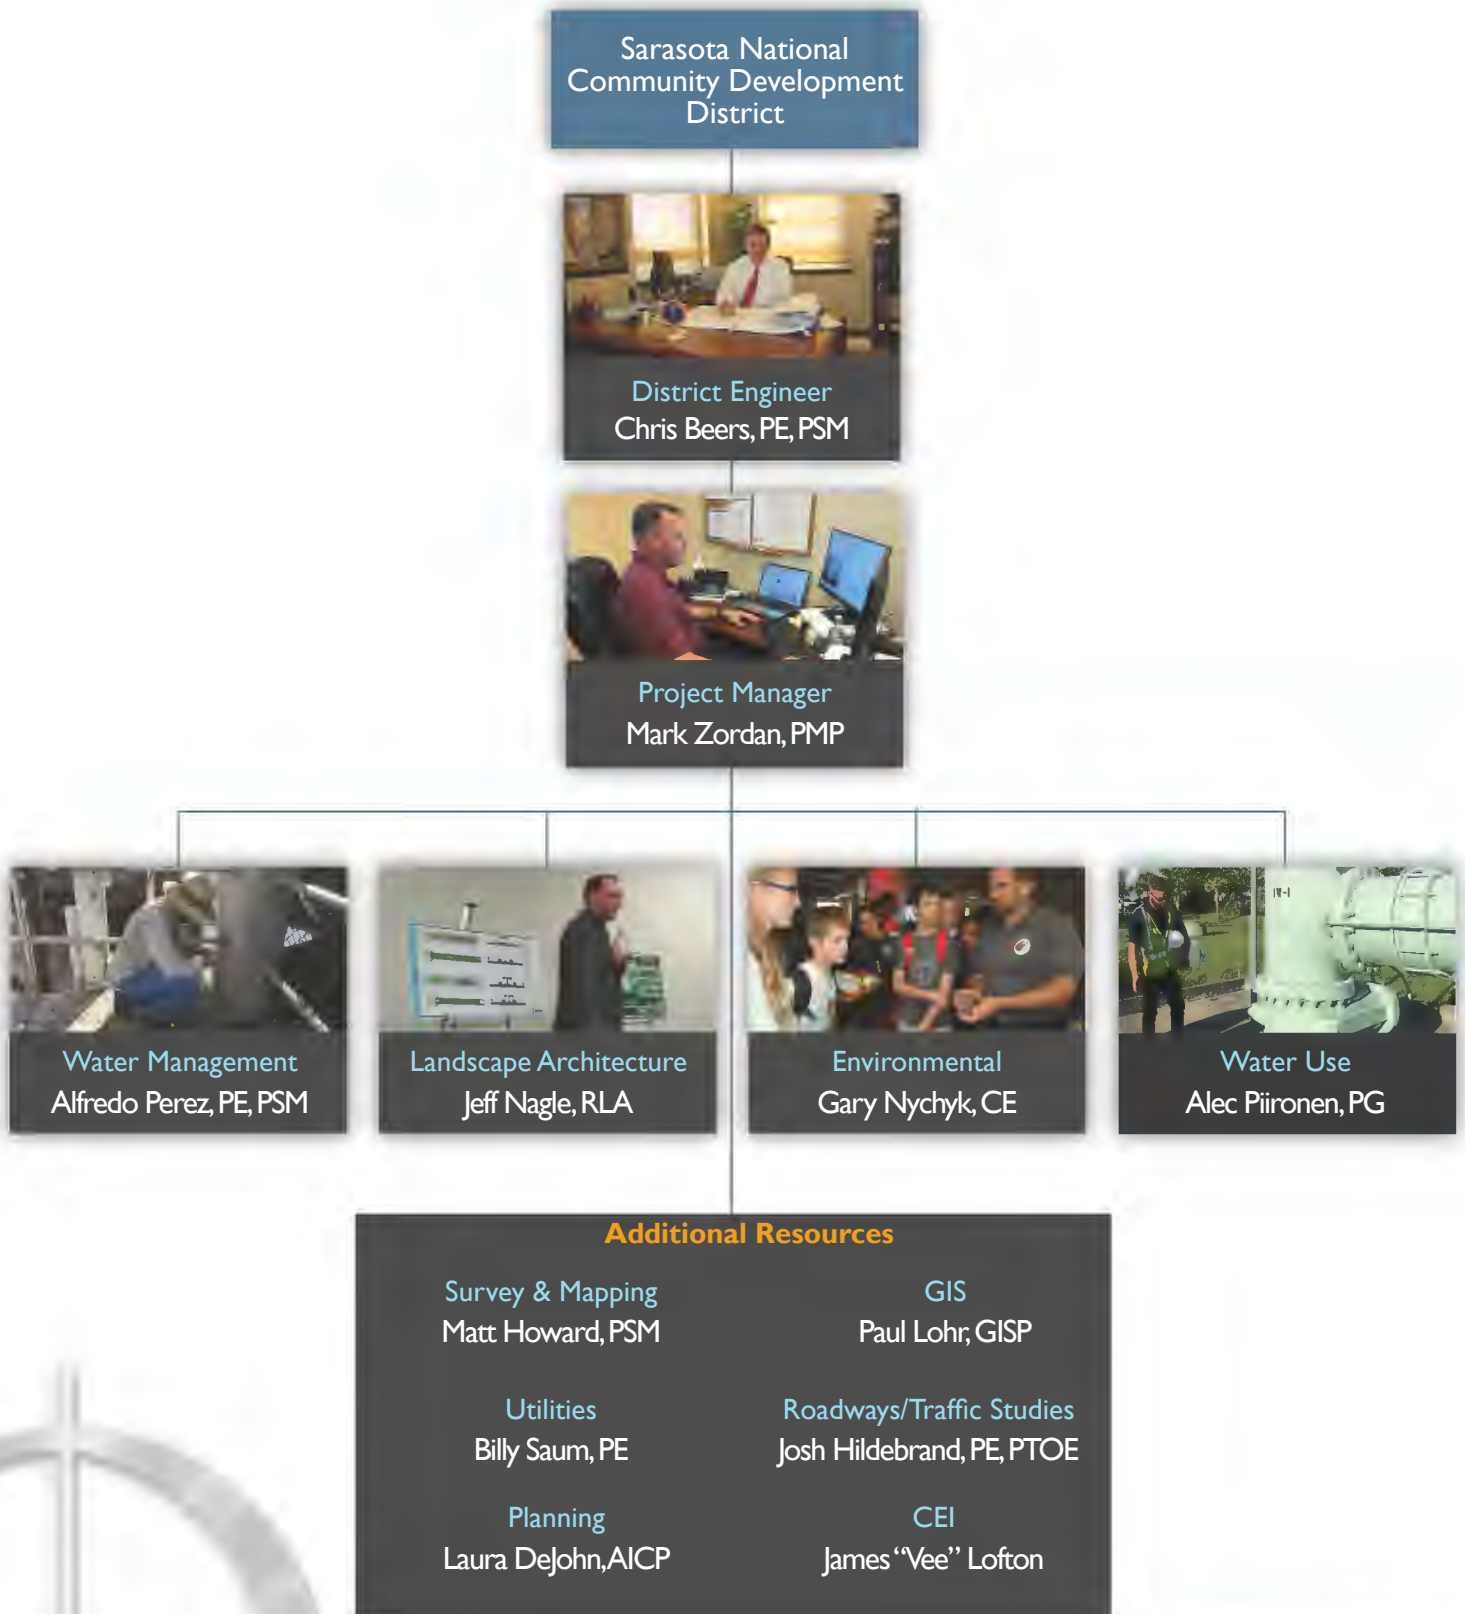 Sarasota National
Community Development
District
District Engineer
Chris Beers, PE, PSM
Project Manager
Mark Zordan, PMP
Water Management
Alfredo Perez, PE, PSM
Landscape Architecture
Jeff Nagle, RLA
Environmental
Gary Nychyk, CE
IW-1
Water Use
Alec Piironen, PG
Additional Resources
Survey & Mapping
Matt Howard, PSM
GIS
Paul Lohr, GISP
Utilities
Billy Saum, PE
Roadways/Traffic Studies
Josh Hildebrand, PE, PTOE
Planning
Laura DeJohn, AICP
CEI
James “Vee” Lofton